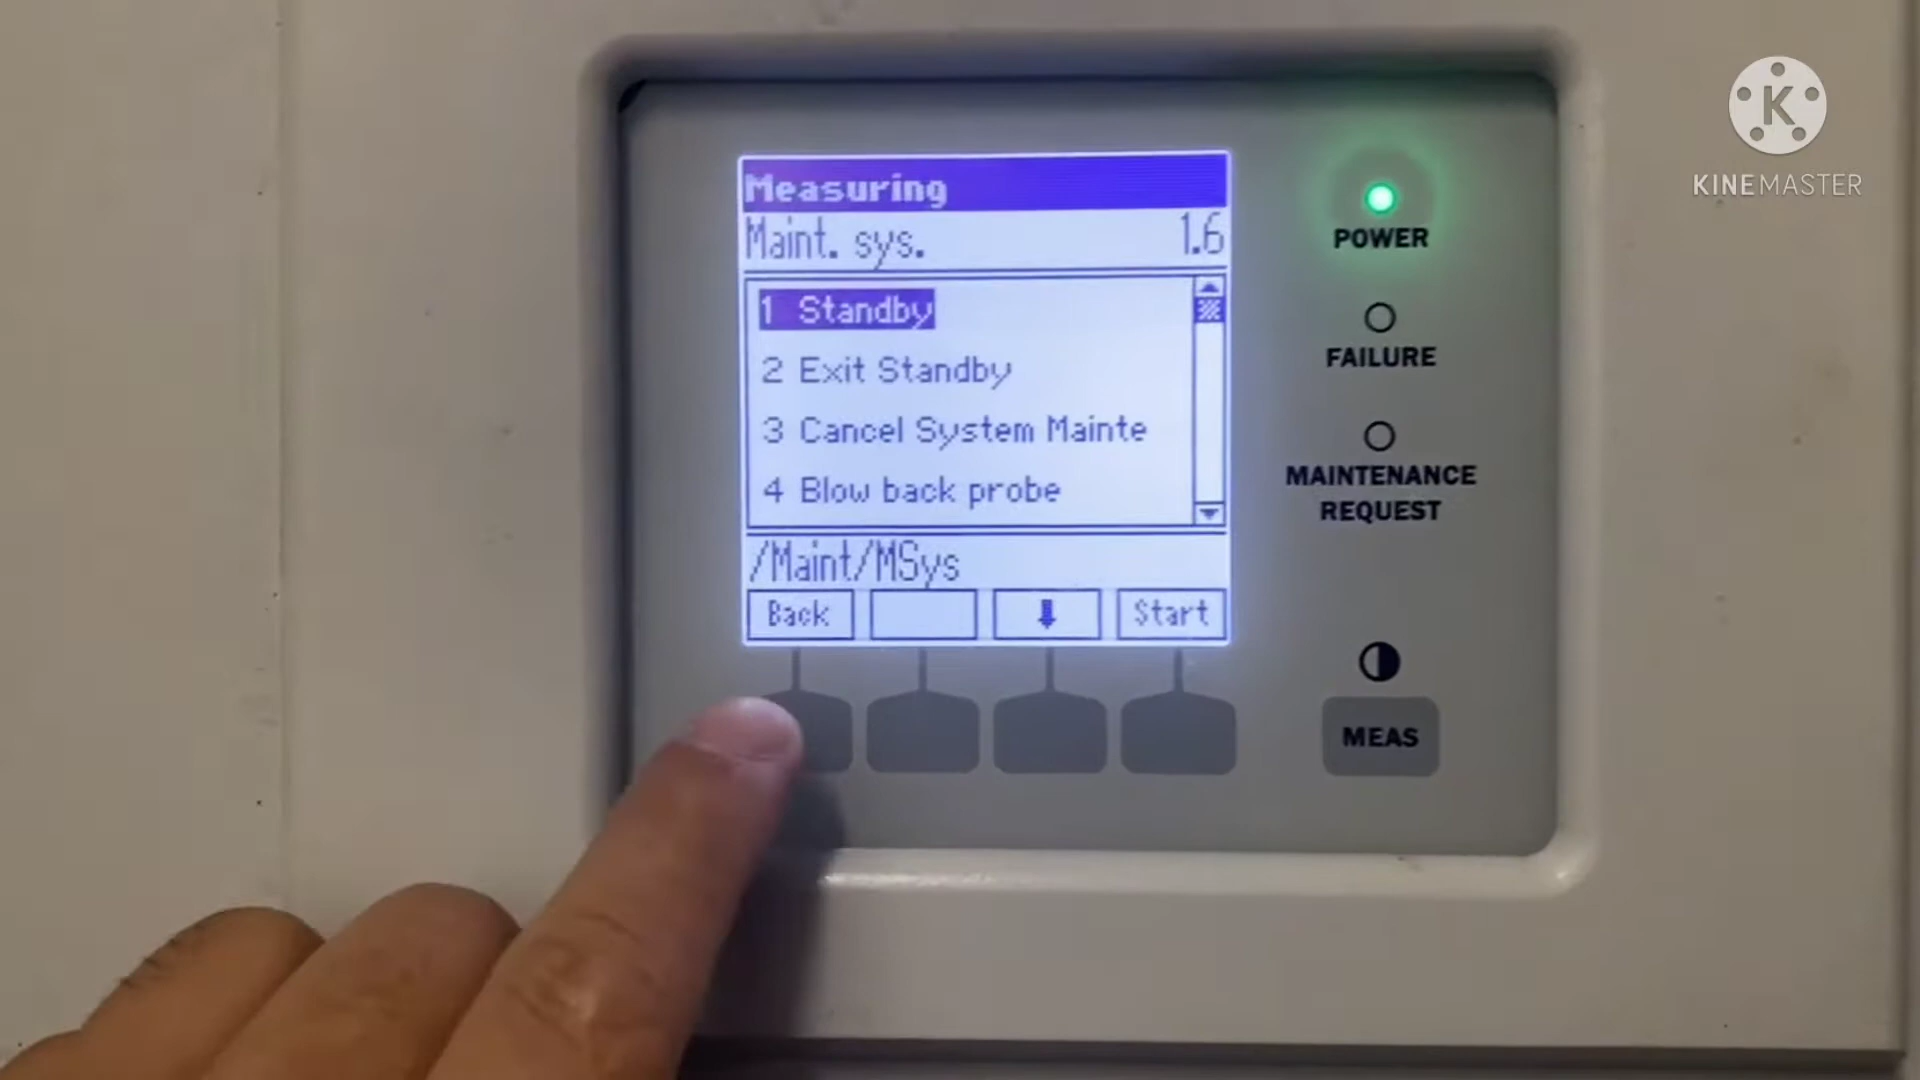 Measuring
Maint. sys. 1.6
1 Standby
2 Exit Standby
3 Cancel System Mainte
4 Blow back probe
/Maint/MSys
Back
Start
POWER
FAILURE
MAINTENANCE
REQUEST
MEAS
K
KINEMASTER